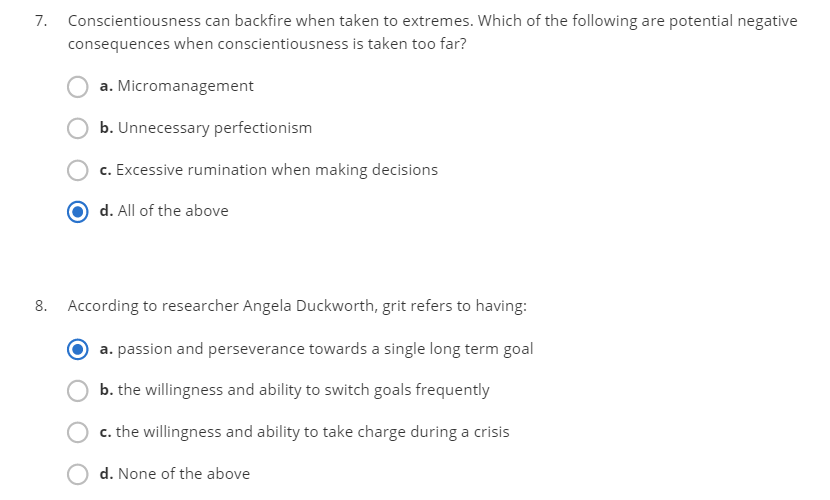 7. Conscientiousness can backfire when taken to extremes. Which of the following are potential negative
consequences when conscientiousness is taken too far?
a. Micromanagement
b. Unnecessary perfectionism
c. Excessive rumination when making decisions
d. All of the above
8. According to researcher Angela Duckworth, grit refers to having:
a. passion and perseverance towards a single long term goal
b. the willingness and ability to switch goals frequently
c. the willingness and ability to take charge during a crisis
d. None of the above